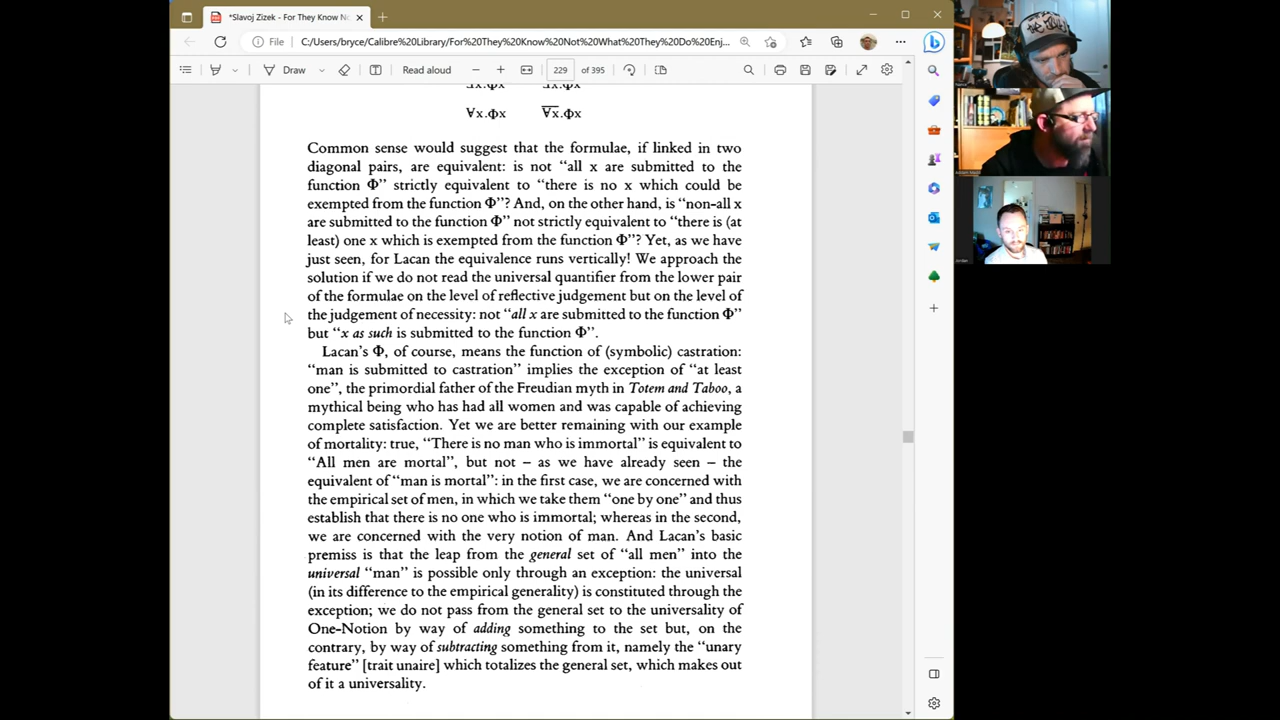 *Slavoj Zizek - For They Know No
File
C:/Users/bryce/Calibre%20Library/For%20They%20Know%20Not%20What%20They%20Do%20Enj...
Draw
Read aloud
229
of 395
∀x.Φx
Common sense would suggest that the formulae, if linked in two
diagonal pairs, are equivalent: is not “all x are submitted to the
function Φ” strictly equivalent to “there is no x which could be
exempted from the function Φ”? And, on the other hand, is “non-all x
are submitted to the function Φ” not strictly equivalent to “there is (at
least) one x which is exempted from the function Φ”? Yet, as we have
just seen, for Lacan the equivalence runs vertically! We approach the
solution if we do not read the universal quantifier from the lower pair
of the formulae on the level of reflective judgement but on the level of
the judgement of necessity: not “all x are submitted to the function Φ”
but “x as such is submitted to the function Φ”.
Lacan's Φ, of course, means the function of (symbolic) castration:
“man is submitted to castration” implies the exception of “at least
one”, the primordial father of the Freudian myth in Totem and Taboo, a
mythical being who has had all women and was capable of achieving
complete satisfaction. Yet we are better remaining with our example
of mortality: true, “There is no man who is immortal” is equivalent to
“All men are mortal”, but not – as we have already seen – the
equivalent of “man is mortal”: in the first case, we are concerned with
the empirical set of men, in which we take them “one by one” and thus
establish that there is no one who is immortal; whereas in the second,
we are concerned with the very notion of man. And Lacan's basic
premiss is that the leap from the general set of “all men” into the
universal “man” is possible only through an exception: the universal
(in its difference to the empirical generality) is constituted through the
exception; we do not pass from the general set to the universality of
One-Notion by way of adding something to the set but, on the
contrary, by way of subtracting something from it, namely the “unary
feature” [trait unaire] which totalizes the general set, which makes out
of it a universality.